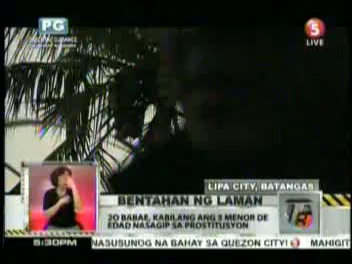 PG
5
LIVE
LIPA CITY, BATANGAS
BENTAHAN NG LAMAN
20 BABAE, KABILANG ANG 5 MENOR DE
EDAD NASAGIP SA PROSTITUSYON
5:30PM NASUSUNOG NA BAHAY SA QUEZON CITY! MAHIGIT